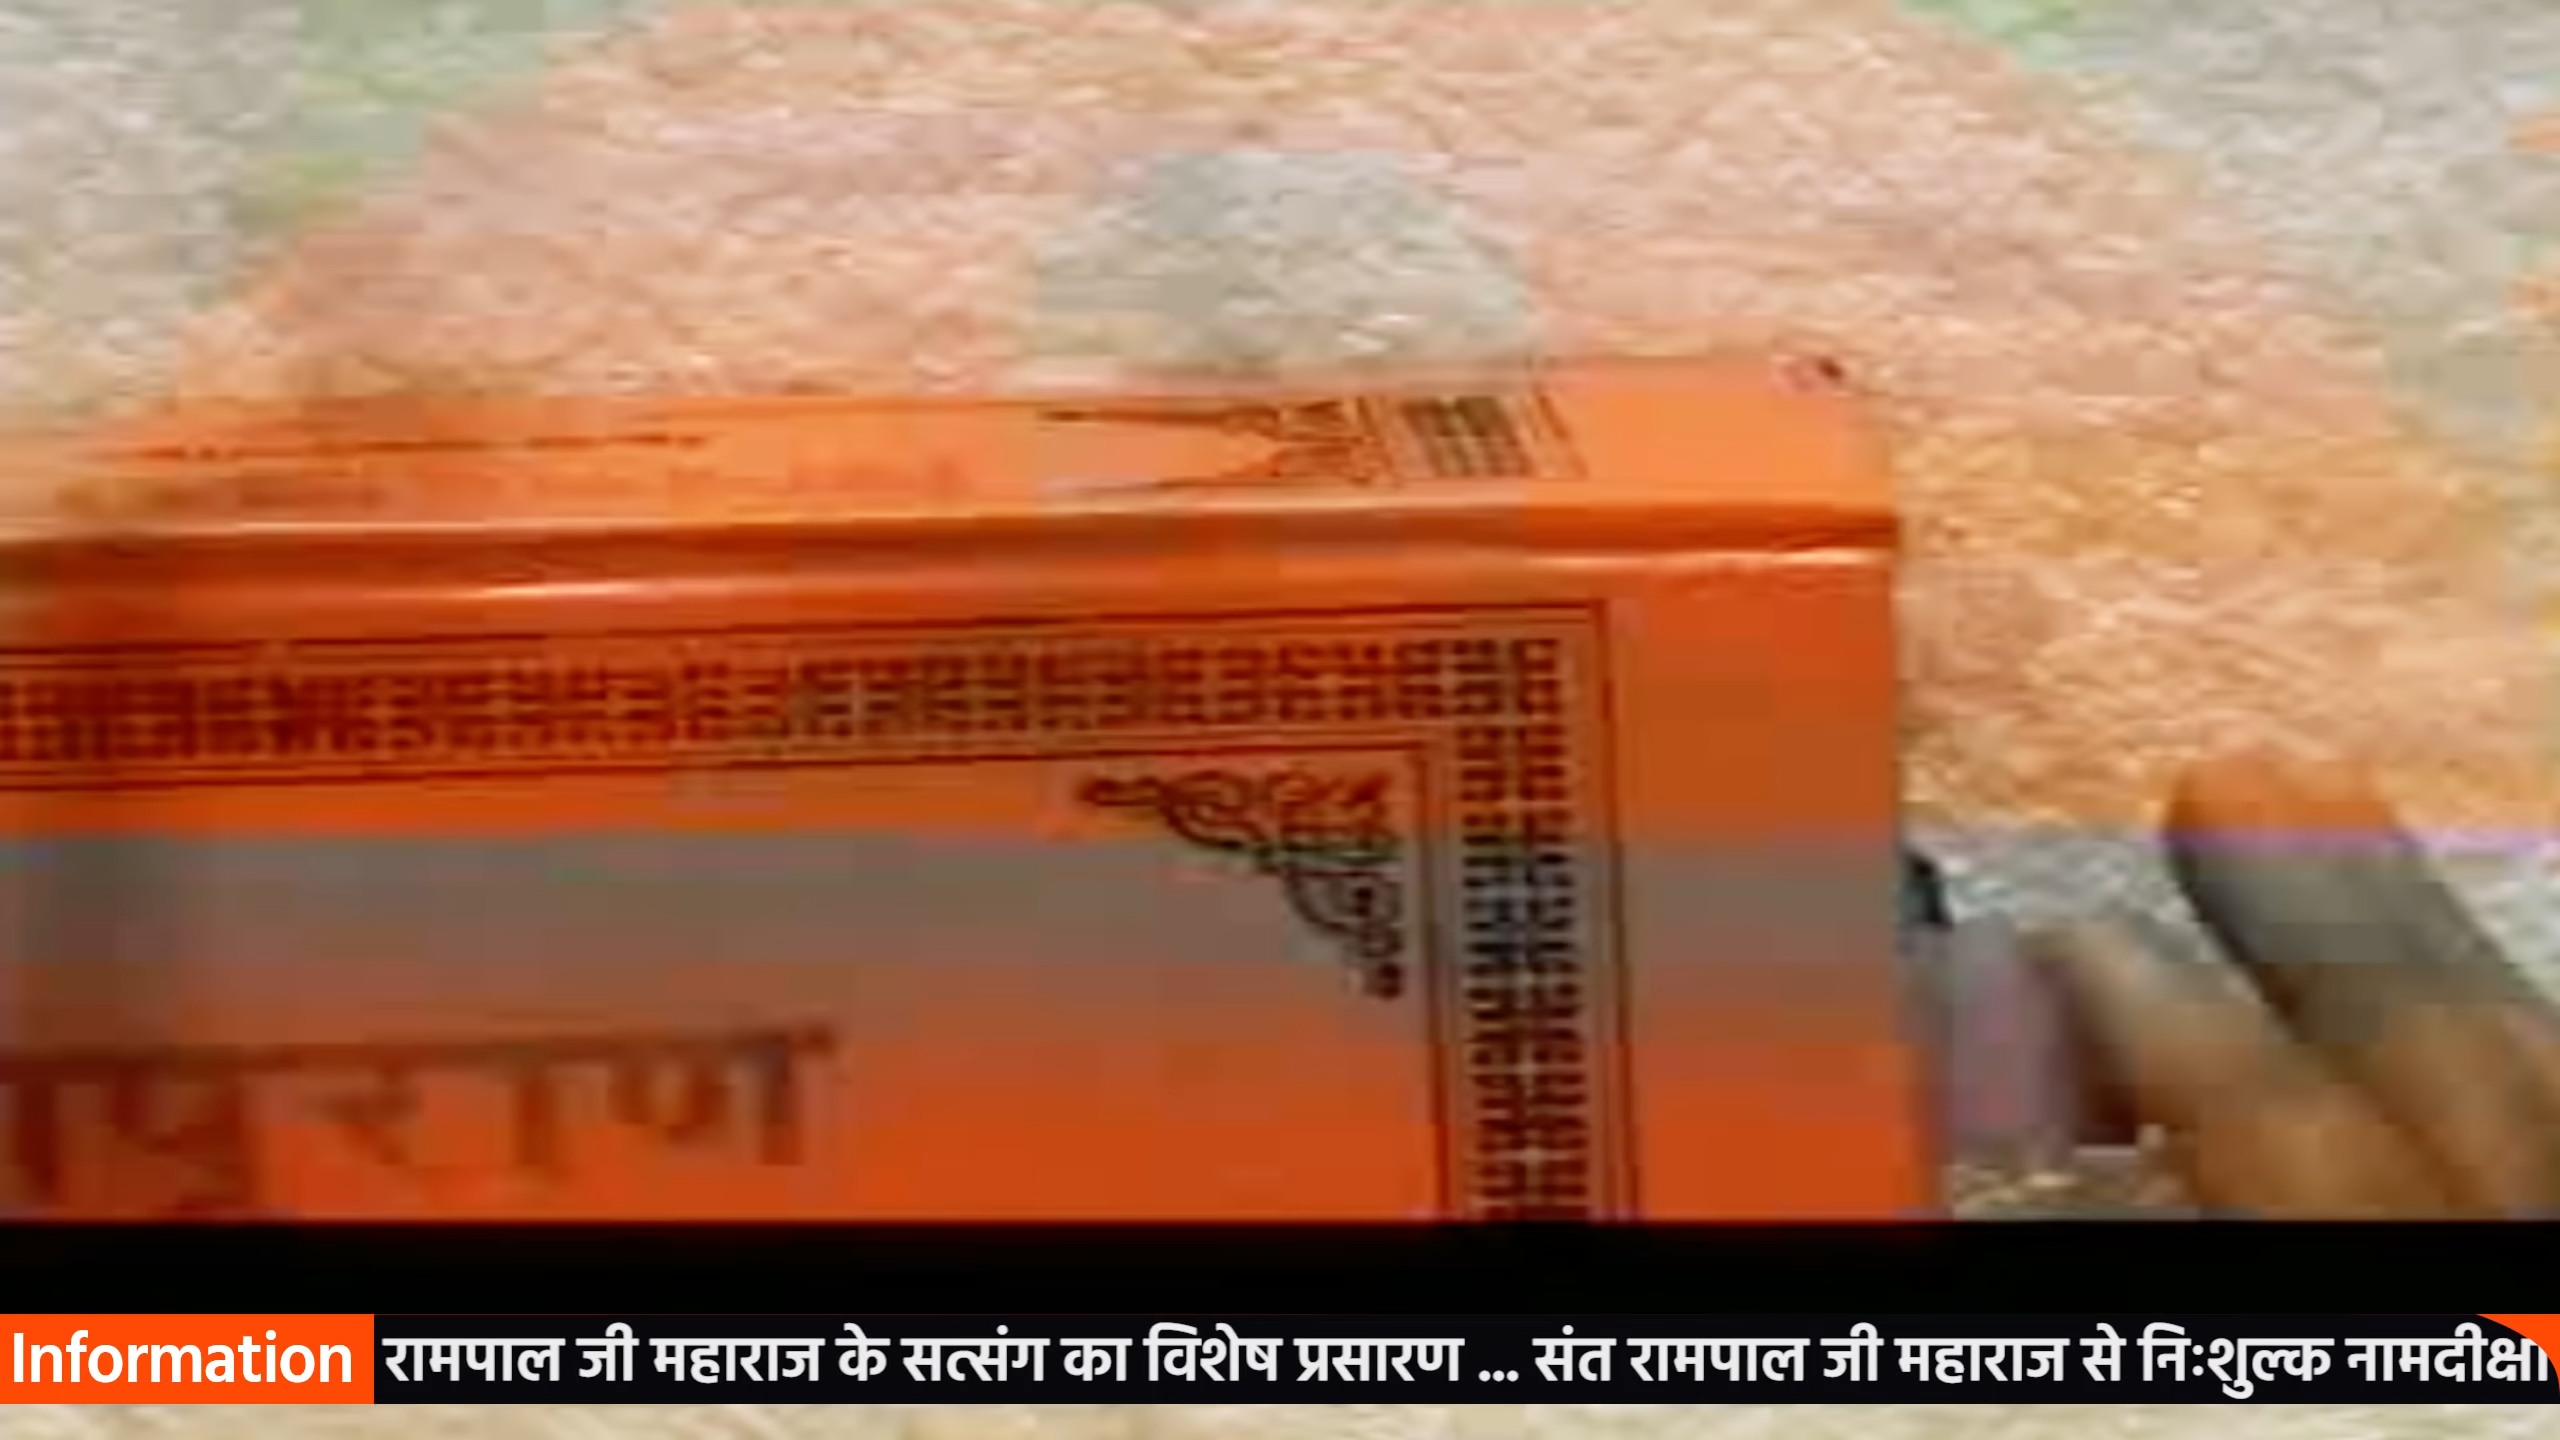 पुराण
Information रामपाल जी महाराज के सत्संग का विशेष प्रसारण ... संत रामपाल जी महाराज से निःशुल्क नामदीक्षा